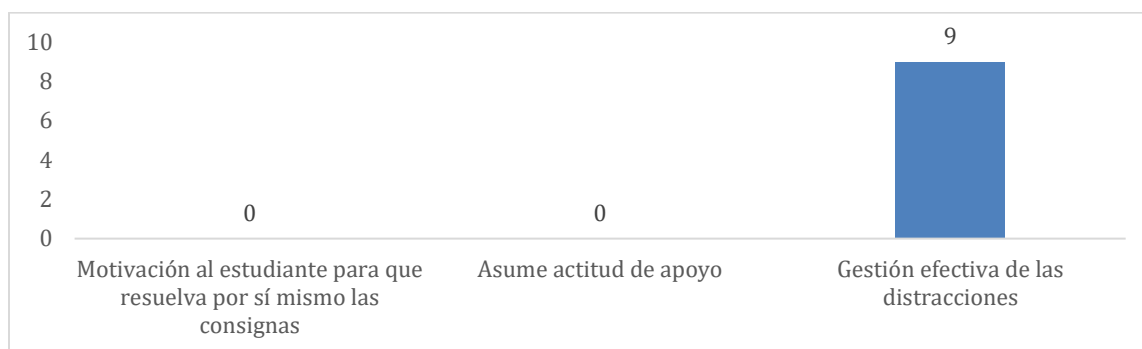 10
8
6
4
2
0
0
0
9
Motivación al estudiante para que
resuelva por sí mismo las
consignas
Asume actitud de apoyo
Gestión efectiva de las
distracciones